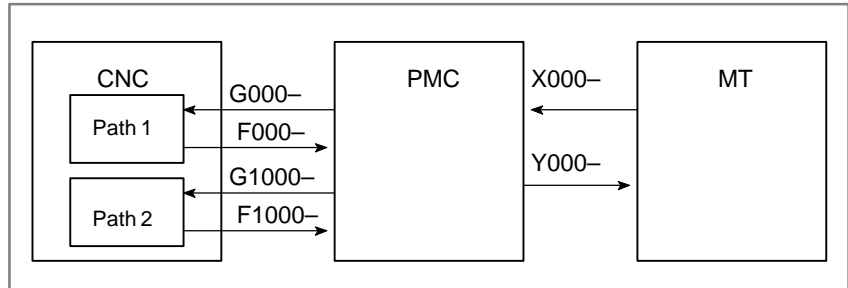 CNC
PMC
MT
Path 1
Path 2
G000–
F000–
G1000–
F1000–
X000–
Y000–